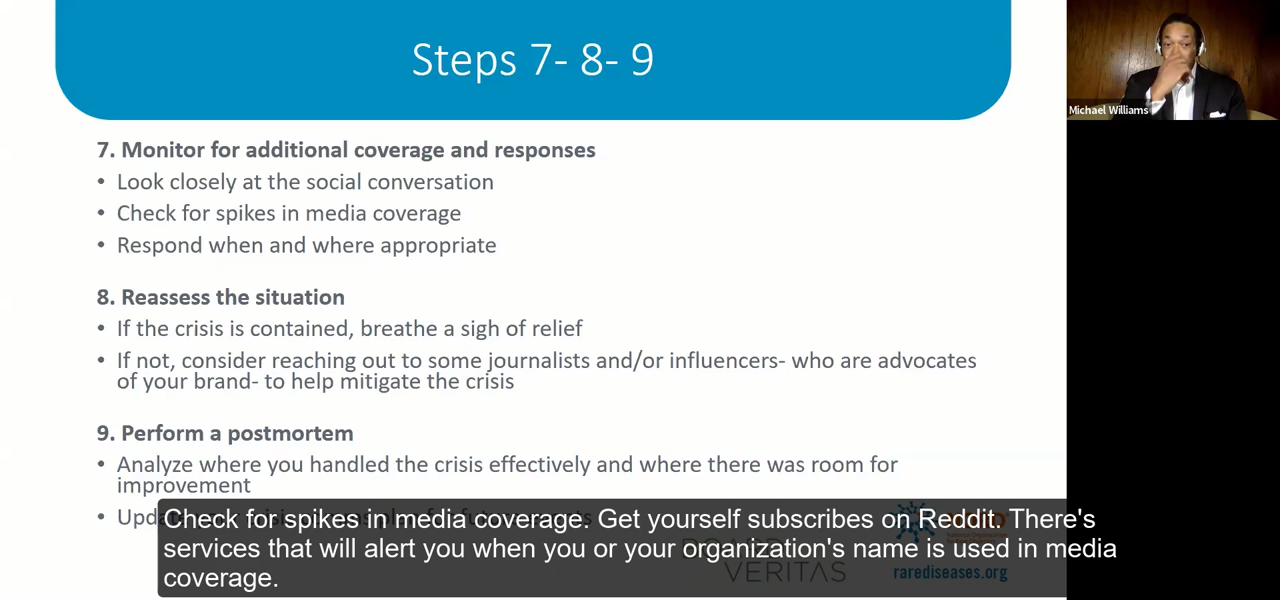 Steps 7- 8- 9
Michael Williams
7. Monitor for additional coverage and responses
• Look closely at the social conversation
• Check for spikes in media coverage
• Respond when and where appropriate
8. Reassess the situation
• If the crisis is contained, breathe a sigh of relief
• If not, consider reaching out to some journalists and/or influencers- who are advocates
of your brand- to help mitigate the crisis
9. Perform a postmortem
• Analyze where you handled the crisis effectively and where there was room for
improvement
Check for spikes in media coverage. Get yourself subscribes on Reddit. There's
services that will alert you when you or your organization's name is used in media
coverage.
VERITAS
rarediseases.org